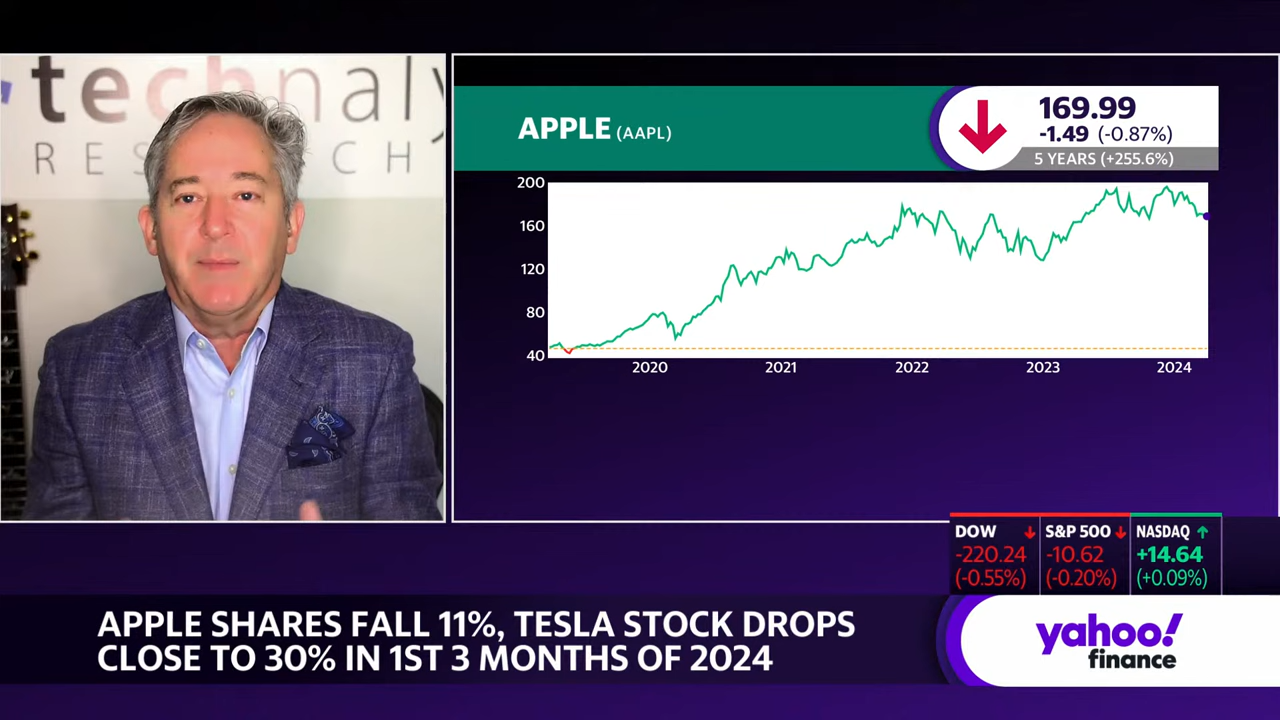 technaly
RESEARCH
APPLE (AAPL)
169.99
-1.49 (-0.87%)
5 YEARS (+255.6%)
200
160
120
80
40
2020 2021 2022 2023 2024
DOW
-220.24
(-0.55%)
S&P 500
-10.62
(-0.20%)
NASDAQ
+14.64
(+0.09%)
APPLE SHARES FALL 11%, TESLA STOCK DROPS
CLOSE TO 30% IN 1ST 3 MONTHS OF 2024
yahoo!
finance